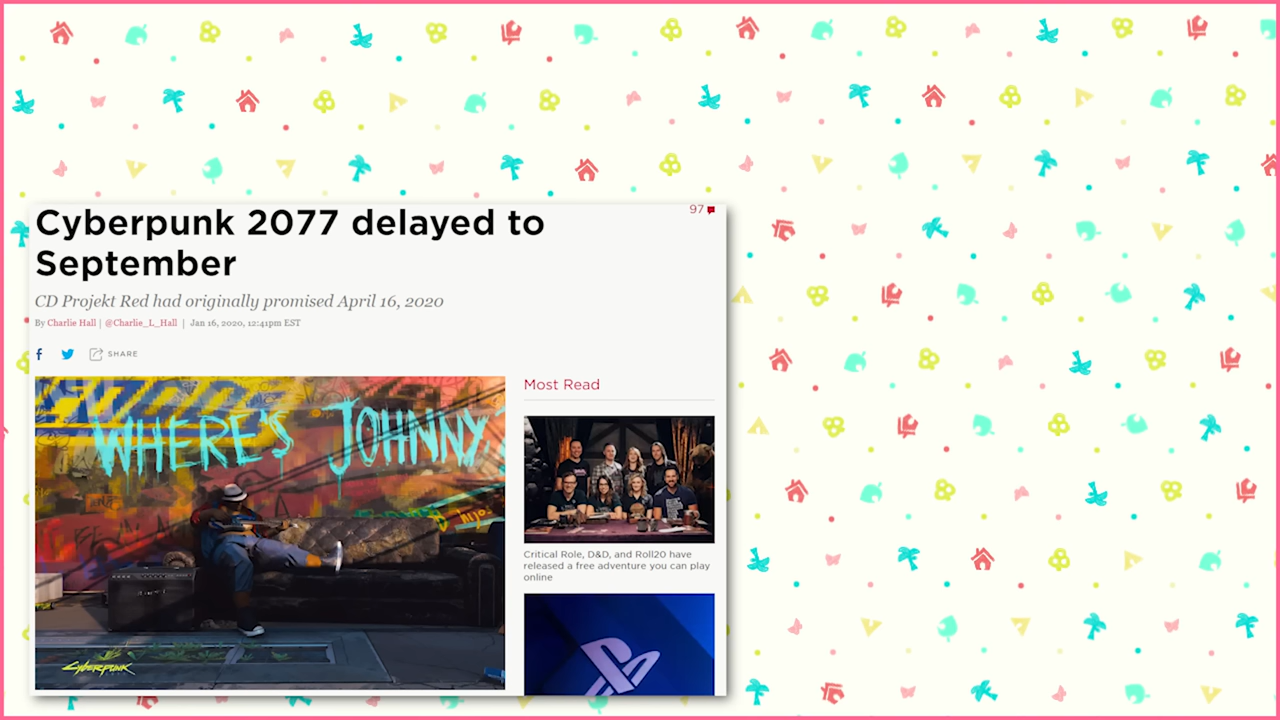 Cyberpunk 2077 delayed to
September
97
CD Projekt Red had originally promised April 16, 2020
By Charlie Hall | @Charlie_L_Hall | Jan 16, 2020, 12:41pm EST
SHARE
WHERE'S JOHNNY?
Cyberpunk
Most Read
Critical Role, D&D, and Roll20 have
released a free adventure you can play
online